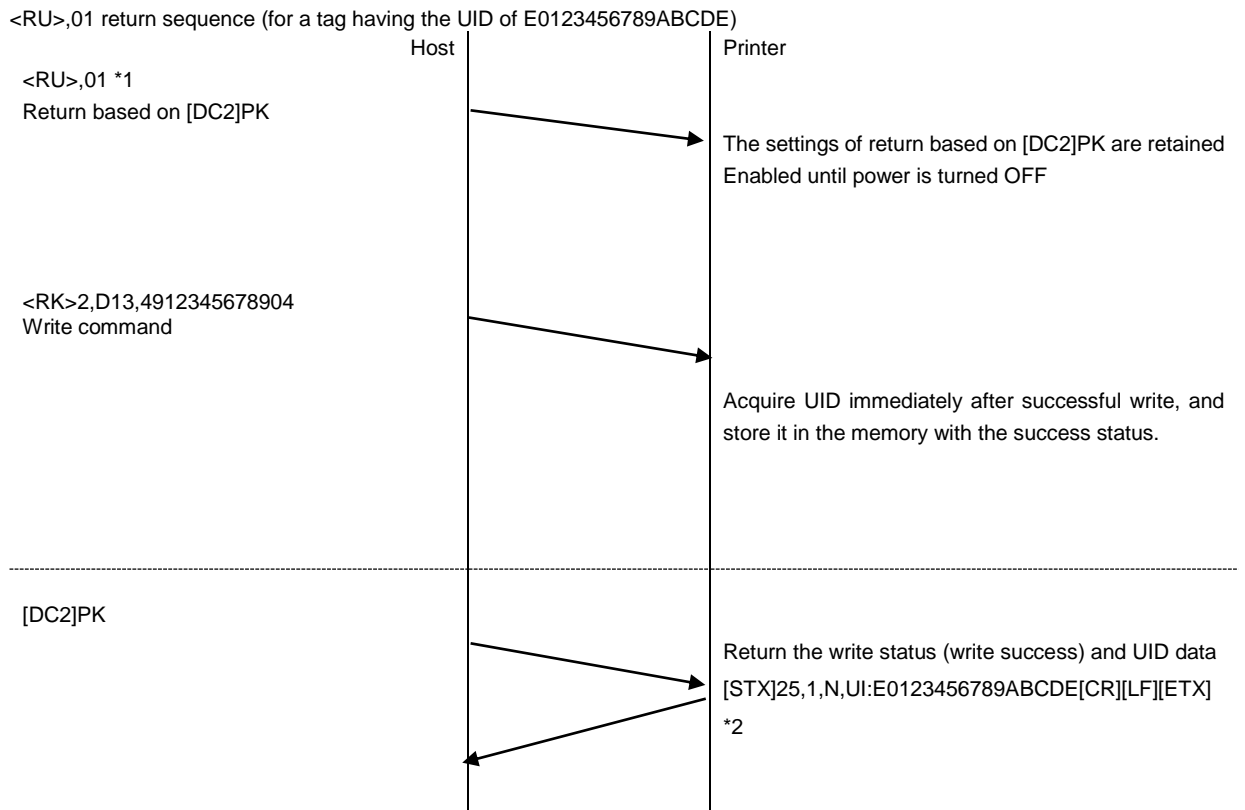 <RU>,01 return sequence (for a tag having the UID of E0123456789ABCDE)
Host
Printer
<RU>,01 *1
Return based on [DC2]PK
The settings of return based on [DC2]PK are retained
Enabled until power is turned OFF
<RK>2,D13,4912345678904
Write command
Acquire UID immediately after successful write, and
store it in the memory with the success status.
[DC2]PK
Return the write status (write success) and UID data
[STX]25,1,N,UI:E0123456789ABCDE[CR][LF][ETX]
*2